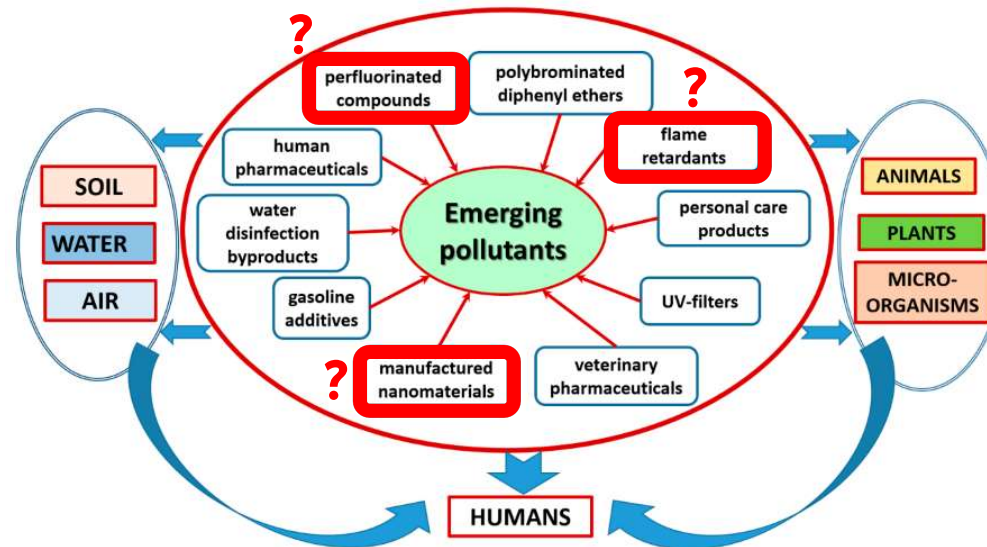 ?
perfluorinated
compounds
polybrominated
diphenyl ethers
?
flame
retardants
human
pharmaceuticals
SOIL
WATER
AIR
water
disinfection
byproducts
Emerging
pollutants
personal care
products
ANIMALS
PLANTS
MICRO-
ORGANISMS
gasoline
additives
UV-filters
?
manufactured
nanomaterials
veterinary
pharmaceuticals
HUMANS